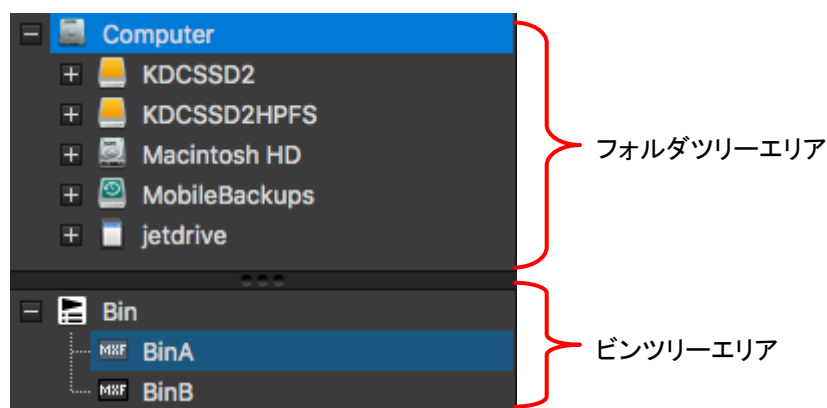 Computer
KDCSSD2
KDCSSD2HPFS
Macintosh HD
MobileBackups
jetdrive
フォルダツリーエリア
Bin
MXF BinA
MXF BinB
ビンツリーエリア